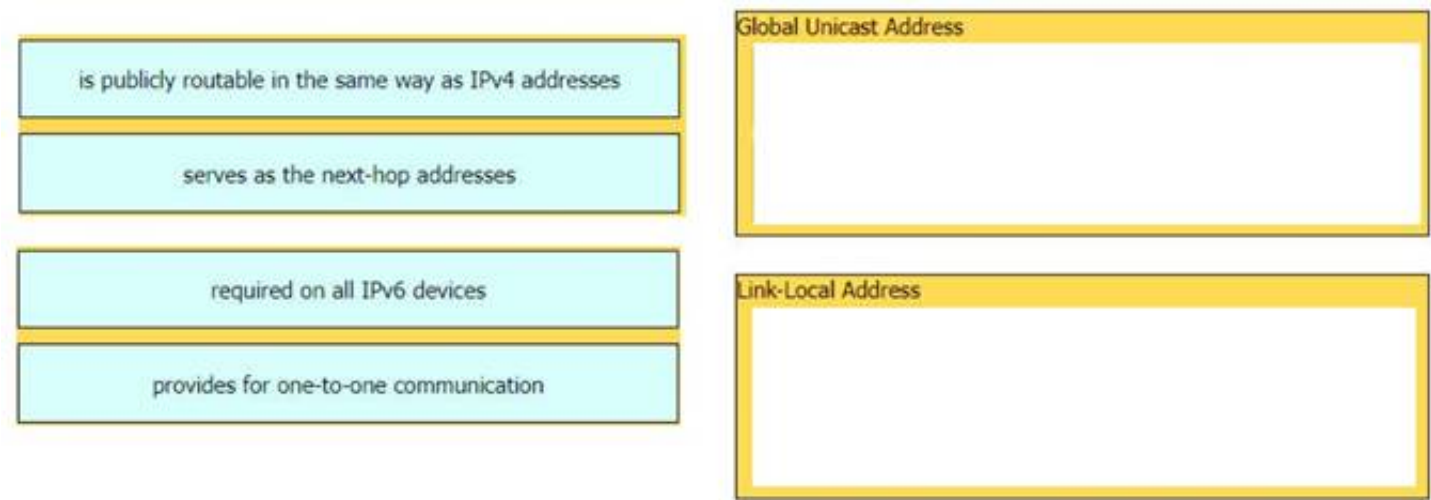 is publicly routable in the same way as IPv4 addresses
serves as the next-hop addresses
required on all IPv6 devices
provides for one-to-one communication
Global Unicast Address
Link-Local Address